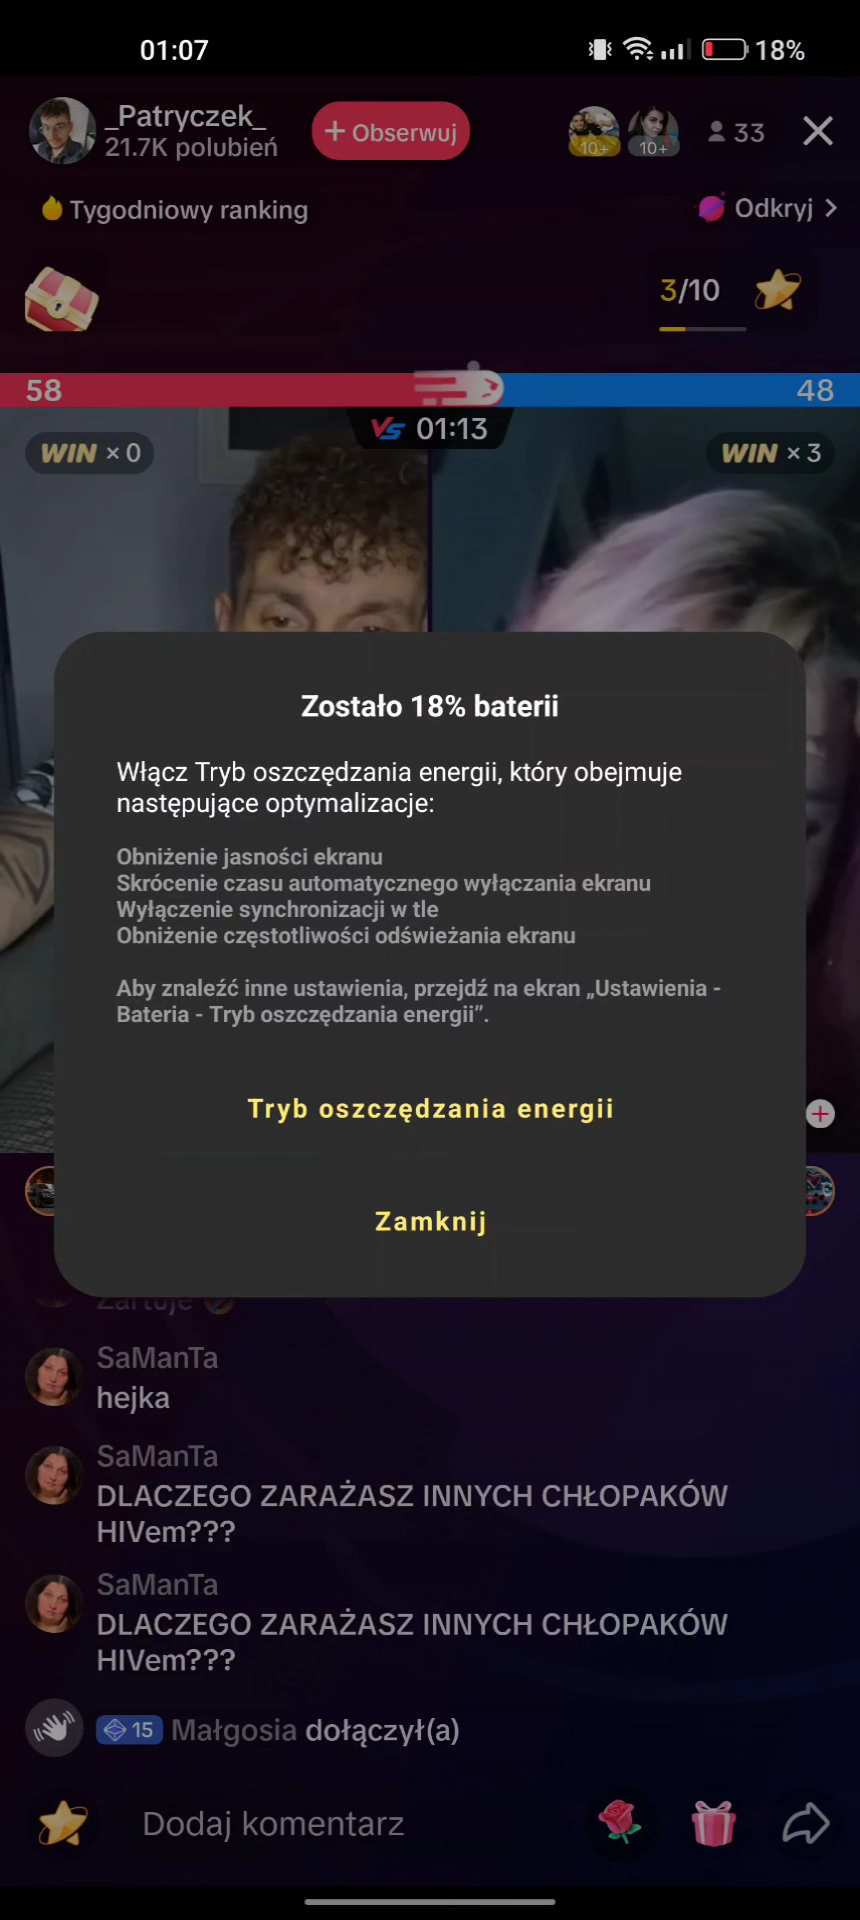 01:07
18%
_Patryczek_
21.7K polubień
+ Obserwuj
10+
10+
33
Tygodniowy ranking
Odkryj >
3/10
58
48
VS 01:13
WIN × 0
WIN × 3
Zostało 18% baterii
Włącz Tryb oszczędzania energii, który obejmuje
następujące optymalizacje:
Obniżenie jasności ekranu
Skrócenie czasu automatycznego wyłączania ekranu
Wyłączenie synchronizacji w tle
Obniżenie częstotliwości odświeżania ekranu
Aby znaleźć inne ustawienia, przejdź na ekran „Ustawienia -
Bateria - Tryb oszczędzania energii”.
Tryb oszczędzania energii
Zamknij
Żartuje
SaManTa
hejka
SaManTa
DLACZEGO ZARAŻASZ INNYCH CHŁOPAKÓW
HIVem???
SaManTa
DLACZEGO ZARAŻASZ INNYCH CHŁOPAKÓW
HIVem???
15 Małgosia dołączył(a)
Dodaj komentarz